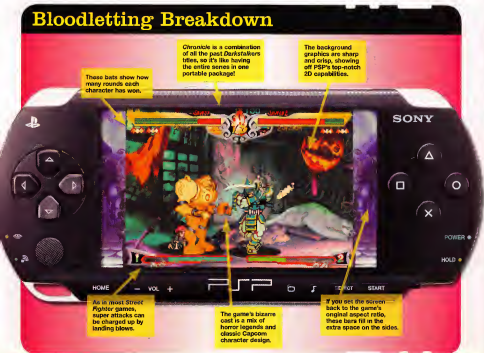 Bloodletting Breakdown
Chronicle is a combination
of all the past Darkstalkers
titles, so it's like having
the entire series in one
portable package!
The background
graphics are sharp
and crisp, showing
off PSP's top-notch
2D capabilities.
These bats show how
many rounds each
character has won.
SONY
POWER
HOLD
HOME
– VOL +
PSP
START
As in most Street
Fighter games,
super attacks can
be charged up by
landing blows.
The game's bizarre
cast is a mix of
horror legends and
classic Capcom
character design.
If you set the screen
back to the game's
original aspect ratio,
these bars fill in the
extra space on the sides.